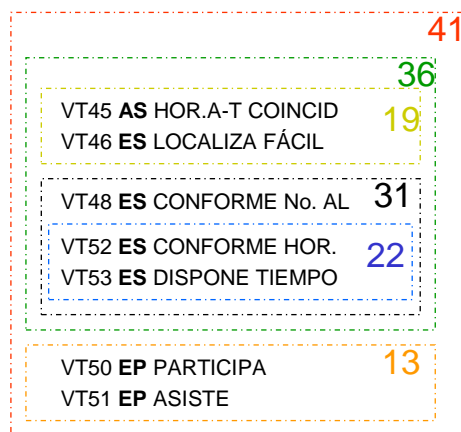 41
36
VT45 AS HOR.A-T COINCID 19
VT46 ES LOCALIZA FÁCIL
VT48 ES CONFORME No. AL 31
VT52 ES CONFORME HOR. 22
VT53 ES DISPONE TIEMPO
VT50 EP PARTICIPA 13
VT51 EP ASISTE